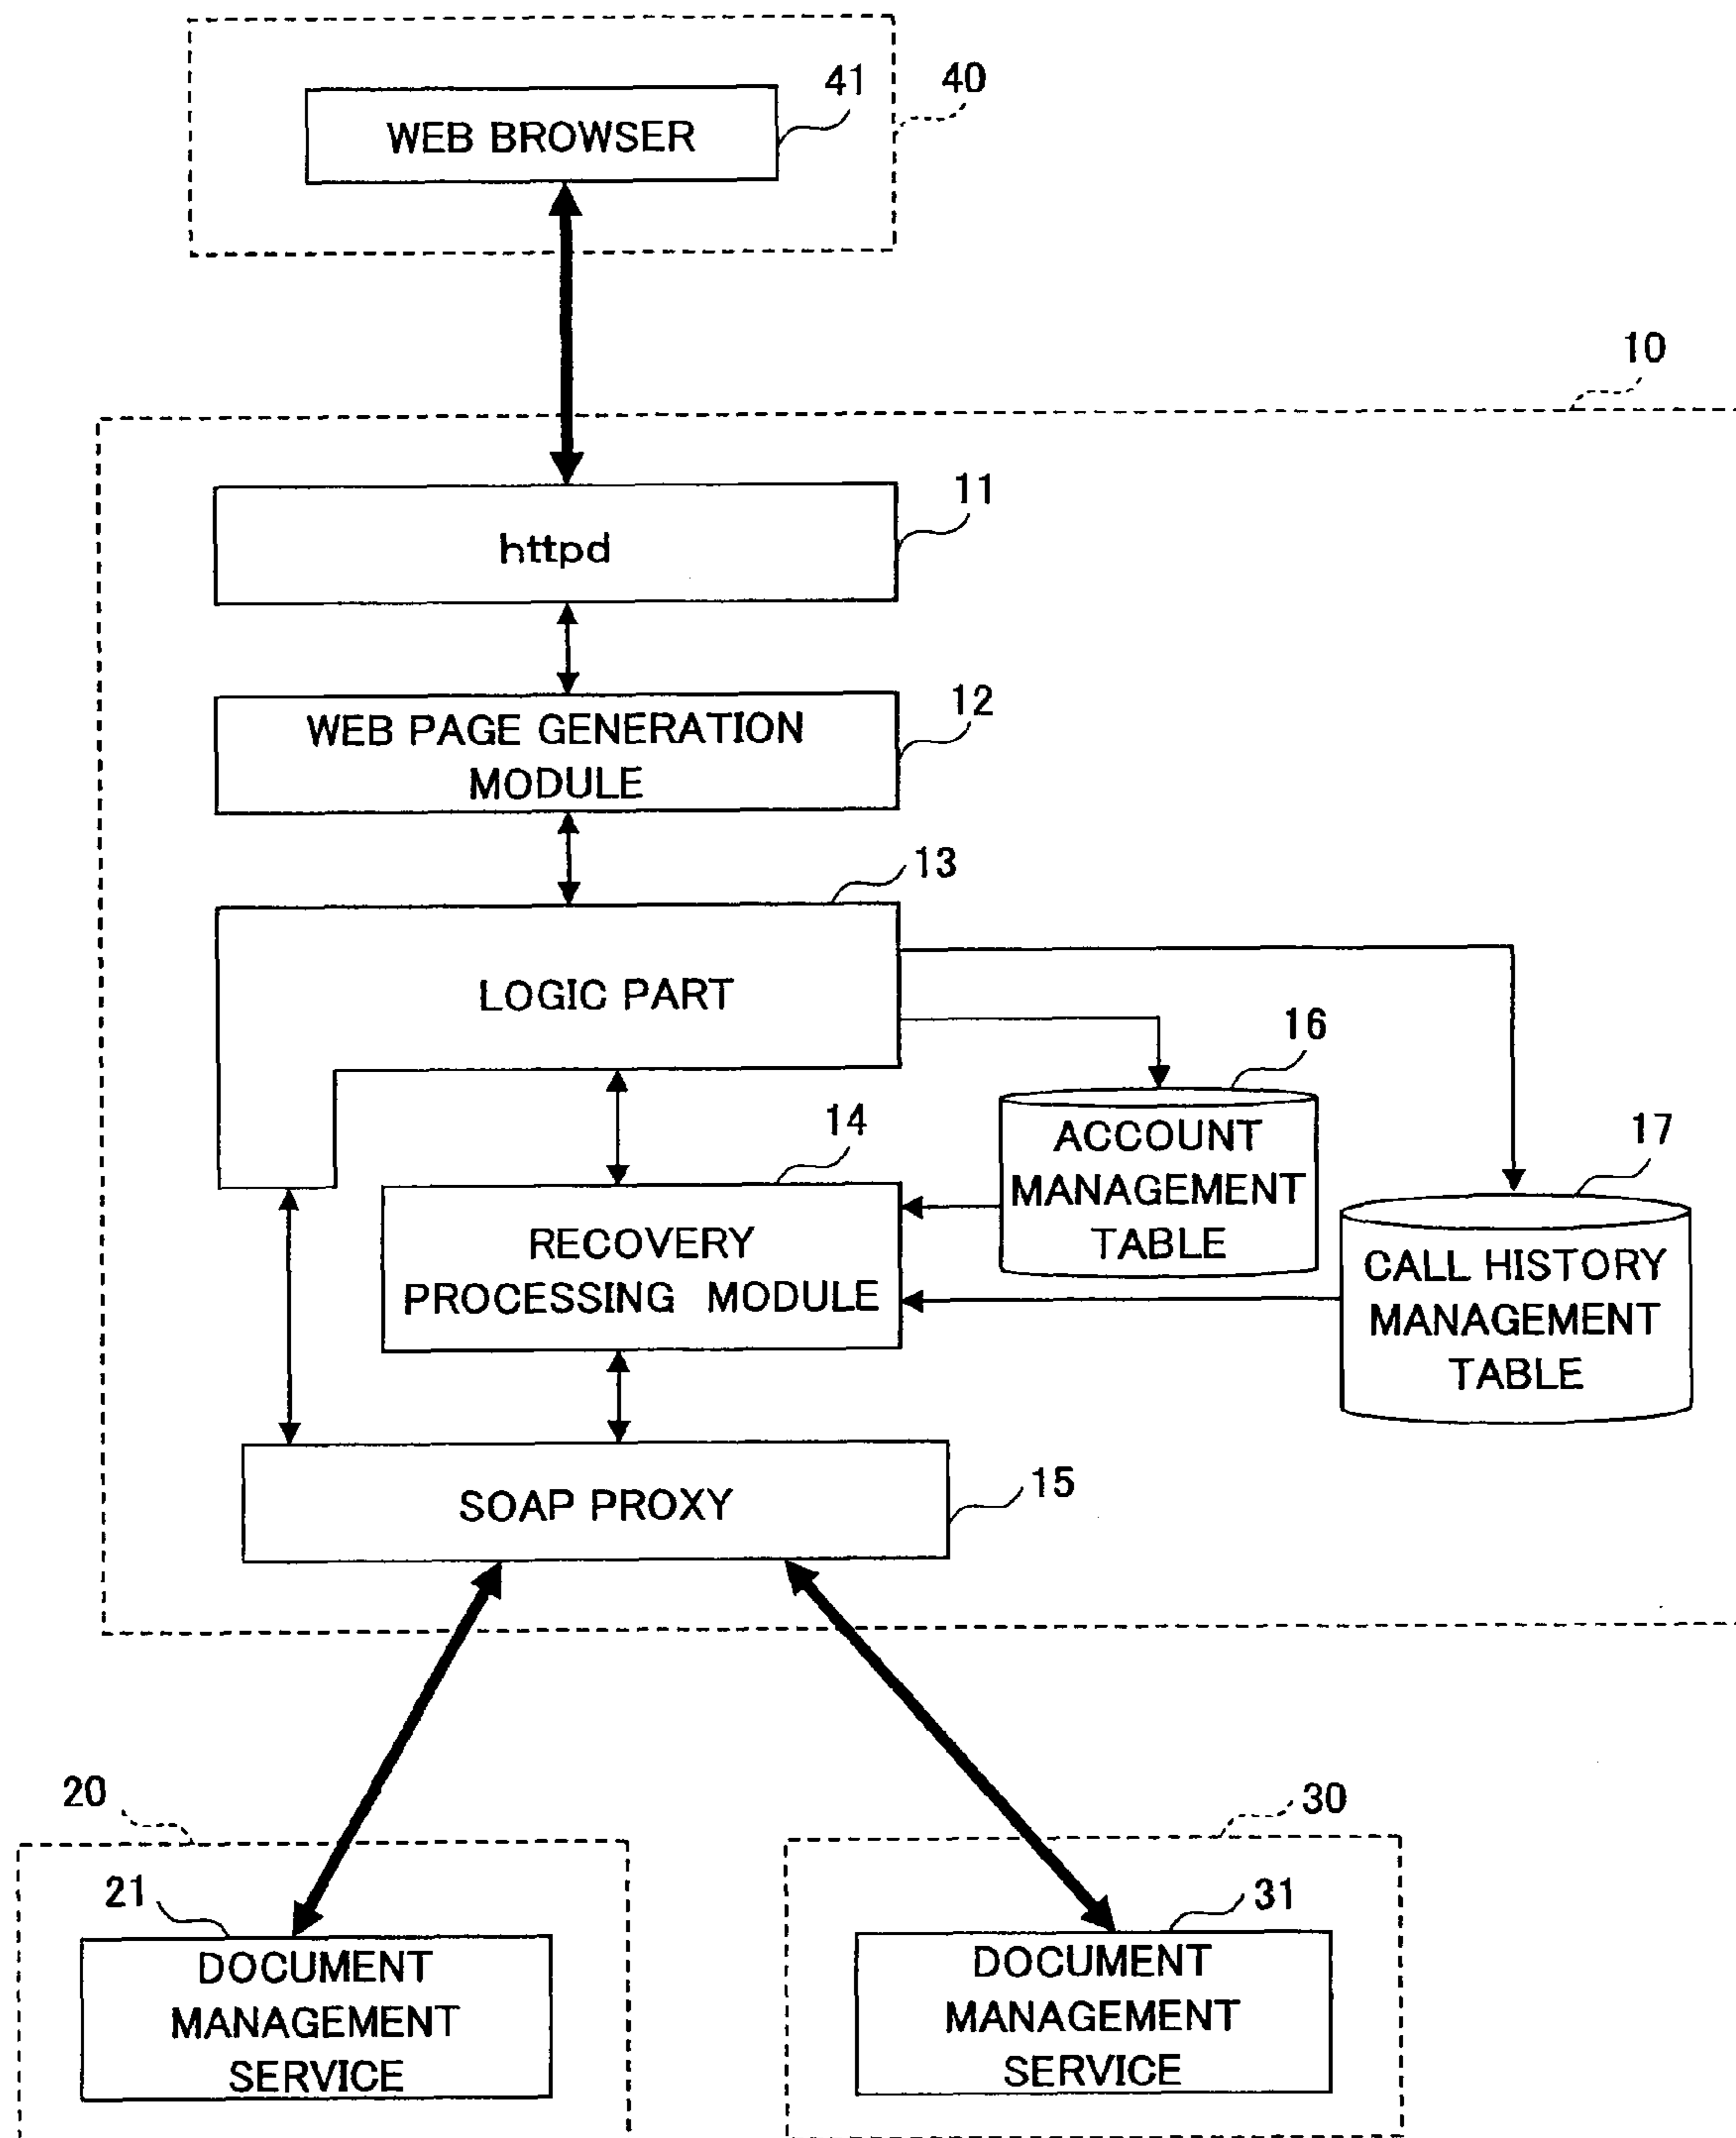 41
40
WEB BROWSER
10
11
httpd
12
WEB PAGE GENERATION
MODULE
13
LOGIC PART
16
ACCOUNT
MANAGEMENT
TABLE
14
17
RECOVERY
PROCESSING MODULE
CALL HISTORY
MANAGEMENT
TABLE
15
SOAP PROXY
20
30
21
31
DOCUMENT
MANAGEMENT
SERVICE
DOCUMENT
MANAGEMENT
SERVICE